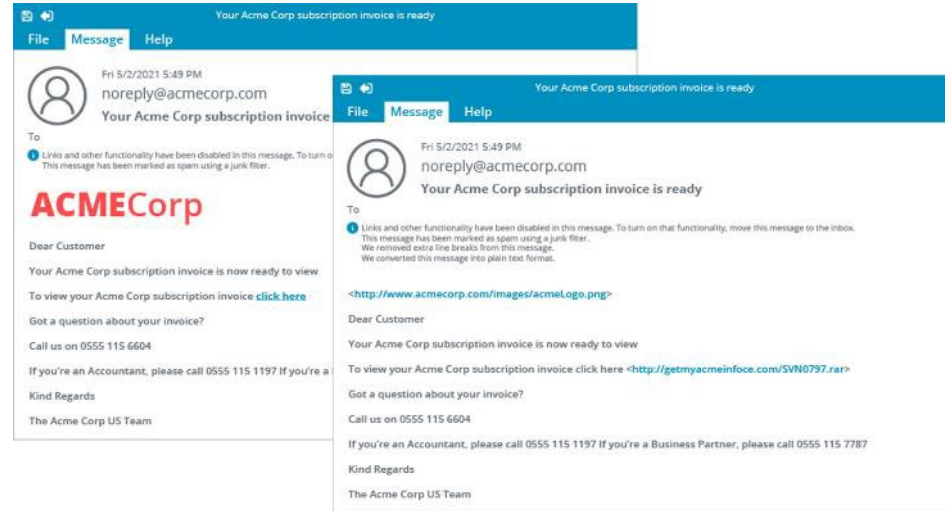 Your Acme Corp subscription invoice is ready
File Message Help
Fri 5/2/2021 5:49 PM
noreply@acmecorp.com
Your Acme Corp subscription invoice
To
Links and other functionality have been disabled in this message. To turn o
This message has been marked as spam using a junk filter.
ACMECorp
Dear Customer
Your Acme Corp subscription invoice is now ready to view
To view your Acme Corp subscription invoice click here
Got a question about your invoice?
Call us on 0555 115 6604
If you're an Accountant, please call 0555 115 1197 If you're a
Kind Regards
The Acme Corp US Team
Your Acme Corp subscription invoice is ready
File Message Help
Fri 5/2/2021 5:49 PM
noreply@acmecorp.com
Your Acme Corp subscription invoice is ready
To
Links and other functionality have been disabled in this message. To turn on that functionality, move this message to the inbox.
This message has been marked as spam using a junk filter.
We removed extra line breaks from this message.
We converted this message into plain text format.
<http://www.acmecorp.com/images/acmeLogo.png>
Dear Customer
Your Acme Corp subscription invoice is now ready to view
To view your Acme Corp subscription invoice click here <http://getmyacmeinfoce.com/SVN0797.rar>
Got a question about your invoice?
Call us on 0555 115 6604
If you're an Accountant, please call 0555 115 1197 If you're a Business Partner, please call 0555 115 7787
Kind Regards
The Acme Corp US Team